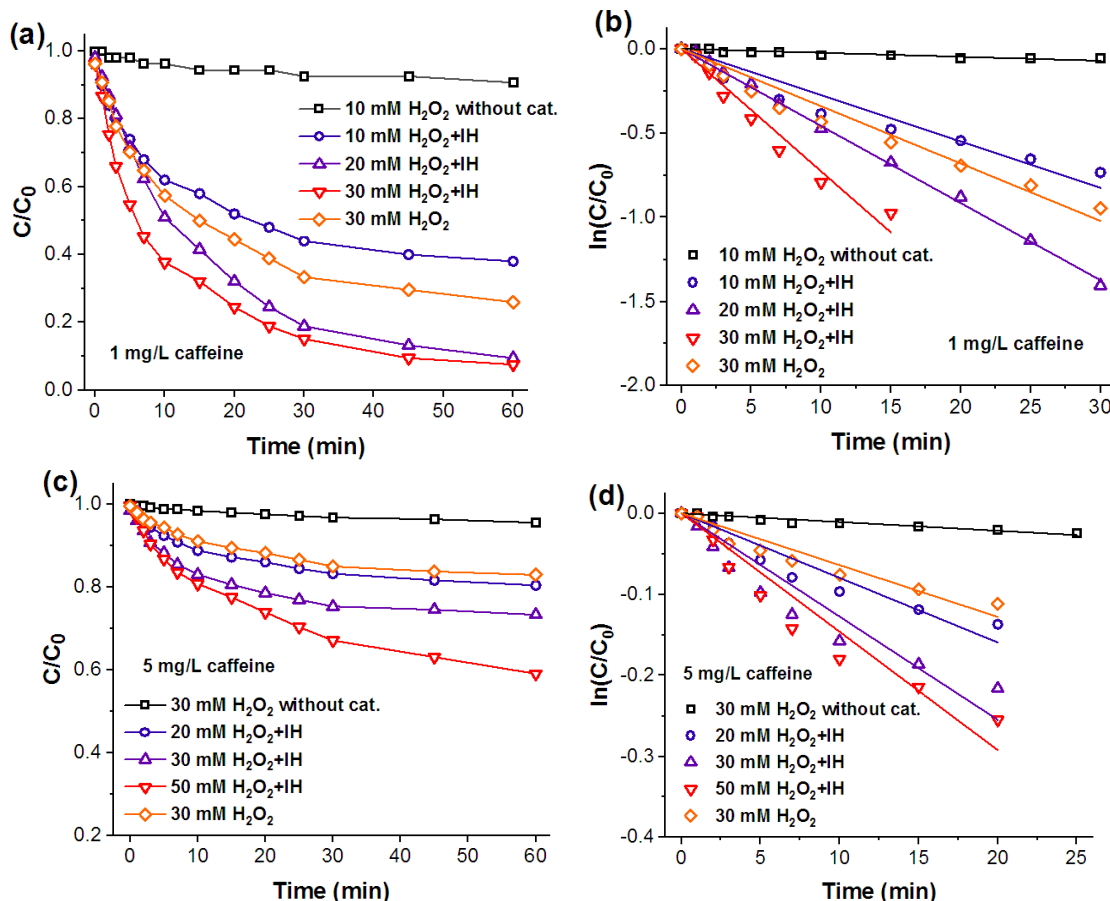 (a)
C/C₀
1.0
0.8
0.6
0.4
0.2
0.0
10 mM H₂O₂ without cat.
10 mM H₂O₂+IH
20 mM H₂O₂+IH
30 mM H₂O₂+IH
30 mM H₂O₂
1 mg/L caffeine
0 10 20 30 40 50 60
Time (min)
(b)
ln(C/C₀)
0.0
-0.5
-1.0
-1.5
-2.0
10 mM H₂O₂ without cat.
10 mM H₂O₂+IH
20 mM H₂O₂+IH
30 mM H₂O₂+IH
30 mM H₂O₂
1 mg/L caffeine
0 5 10 15 20 25 30
Time (min)
(c)
C/C₀
1.0
0.8
0.6
0.4
0.2
5 mg/L caffeine
30 mM H₂O₂ without cat.
20 mM H₂O₂+IH
30 mM H₂O₂+IH
50 mM H₂O₂+IH
30 mM H₂O₂
0 10 20 30 40 50 60
Time (min)
(d)
ln(C/C₀)
0.0
-0.1
-0.2
-0.3
-0.4
5 mg/L caffeine
30 mM H₂O₂ without cat.
20 mM H₂O₂+IH
30 mM H₂O₂+IH
50 mM H₂O₂+IH
30 mM H₂O₂
0 5 10 15 20 25
Time (min)